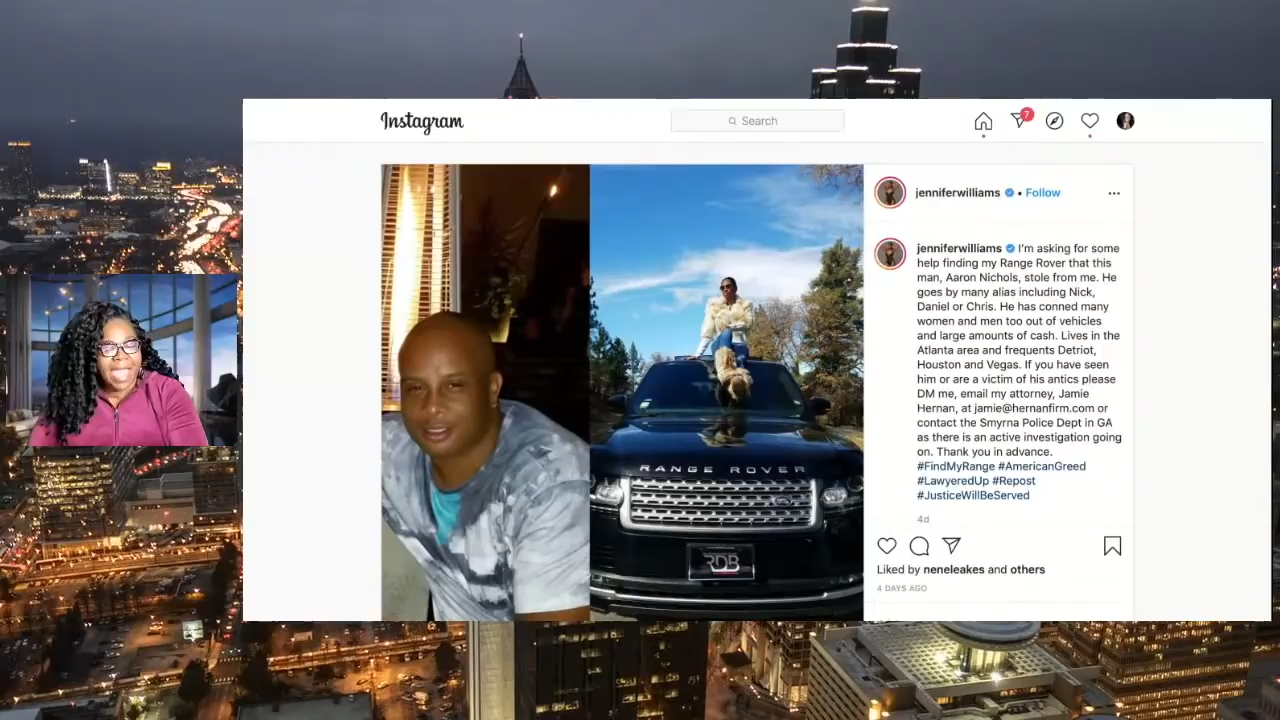 Instagram
Search
7
jennifer​williams • Follow
jenniferwilliams I'm asking for some
help finding my Range Rover that this
man, Aaron Nichols, stole from me. He
goes by many alias including Nick,
Daniel or Chris. He has conned many
women and men too out of vehicles
and large amounts of cash. Lives in the
Atlanta area and frequents Detriot,
Houston and Vegas. If you have seen
him or are a victim of his antics please
DM me, email my attorney, Jamie
Hernan, at jamie@hernanfirm.com or
contact the Smyrna Police Dept in GA
as there is an active investigation going
on. Thank you in advance.
#FindMyRange #AmericanGreed
#LawyeredUp #Repost
#JusticeWillBeServed
4d
RANGE ROVER
RDB
Liked by neneleakes and others
4 DAYS AGO